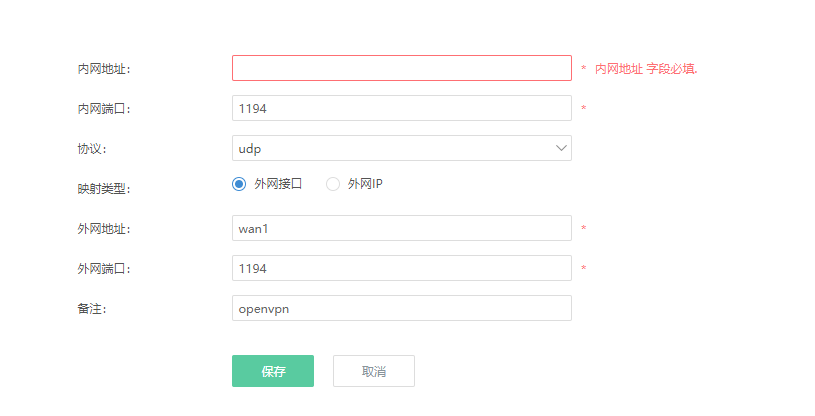 内网地址: * 内网地址 字段必填.
内网端口: 1194 *
协议: udp
映射类型: 外网接口 外网IP
外网地址: wan1 *
外网端口: 1194 *
备注: openvpn
保存 取消